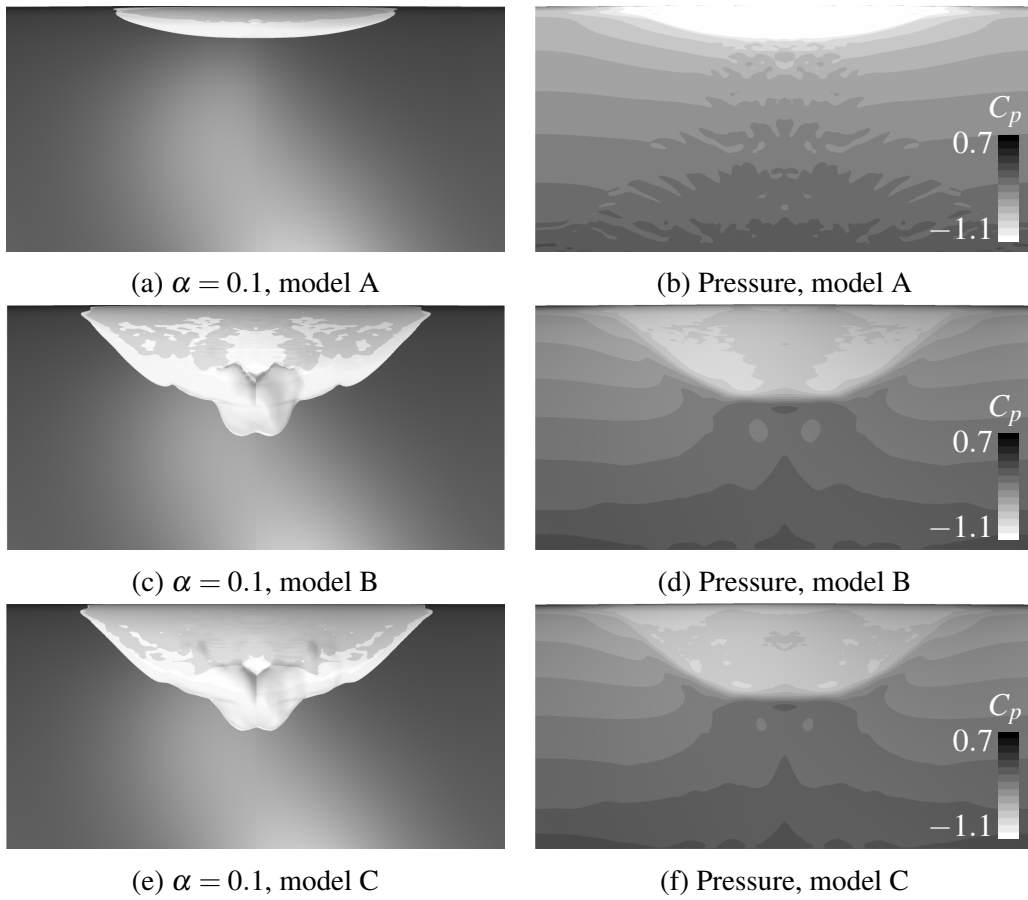 C_p
0.7
−1.1
(a) α = 0.1, model A
(b) Pressure, model A
C_p
0.7
−1.1
(c) α = 0.1, model B
(d) Pressure, model B
C_p
0.7
−1.1
(e) α = 0.1, model C
(f) Pressure, model C